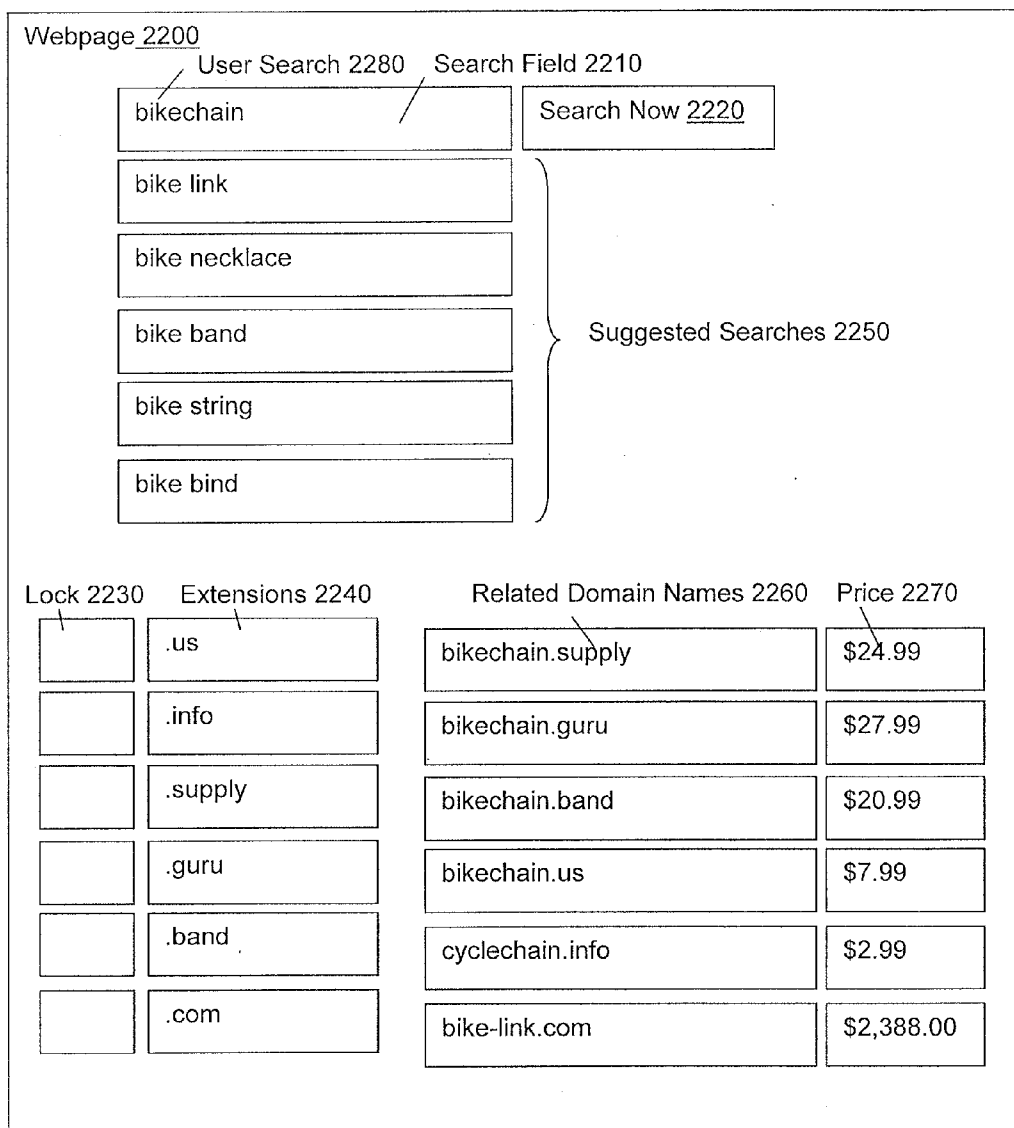 Webpage 2200
User Search 2280 Search Field 2210
bikechain Search Now 2220
bike link
bike necklace
bike band
Suggested Searches 2250
bike string
bike bind
Lock 2230 Extensions 2240 Related Domain Names 2260 Price 2270
.us bikechain.supply $24.99
.info bikechain.guru $27.99
.supply bikechain.band $20.99
.guru bikechain.us $7.99
.band cyclechain.info $2.99
.com bike-link.com $2,388.00